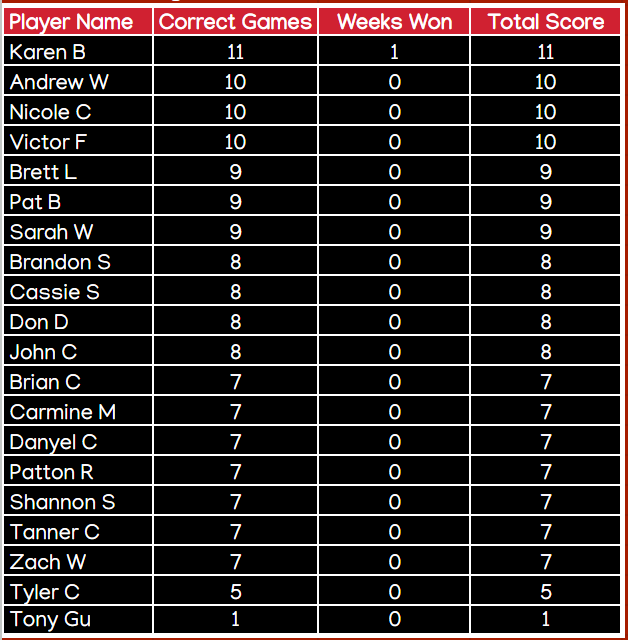 Player Name Correct Games Weeks Won Total Score
Karen B 11 1 11
Andrew W 10 0 10
Nicole C 10 0 10
Victor F 10 0 10
Brett L 9 0 9
Pat B 9 0 9
Sarah W 9 0 9
Brandon S 8 0 8
Cassie S 8 0 8
Don D 8 0 8
John C 8 0 8
Brian C 7 0 7
Carmine M 7 0 7
Danyel C 7 0 7
Patton R 7 0 7
Shannon S 7 0 7
Tanner C 7 0 7
Zach W 7 0 7
Tyler C 5 0 5
Tony Gu 1 0 1